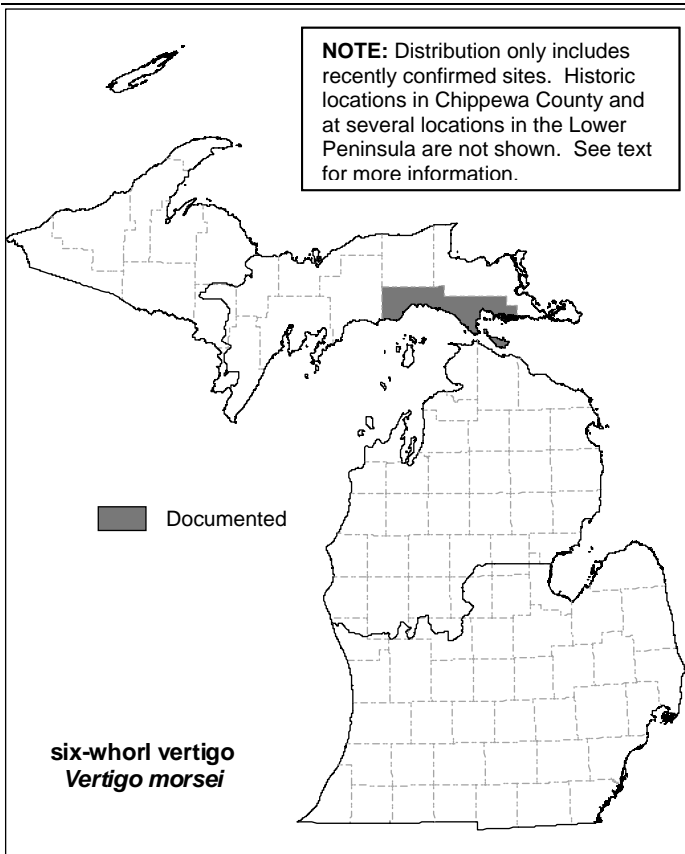 NOTE: Distribution only includes
recently confirmed sites. Historic
locations in Chippewa County and
at several locations in the Lower
Peninsula are not shown. See text
for more information.
Documented
six-whorl vertigo
Vertigo morsei